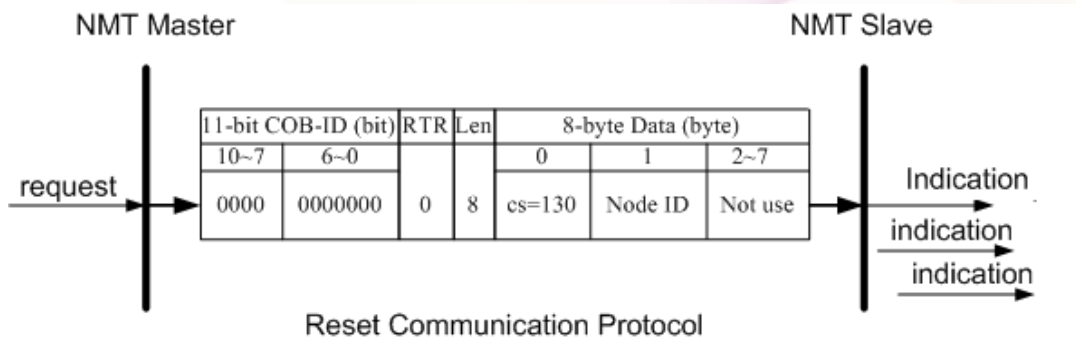 NMT Master NMT Slave
11-bit COB-ID (bit) RTR Len 8-byte Data (byte)
10~7 6~0 0 1 2~7
request 0000 0000000 0 8 cs=130 Node ID Not use Indication
indication
indication
Reset Communication Protocol